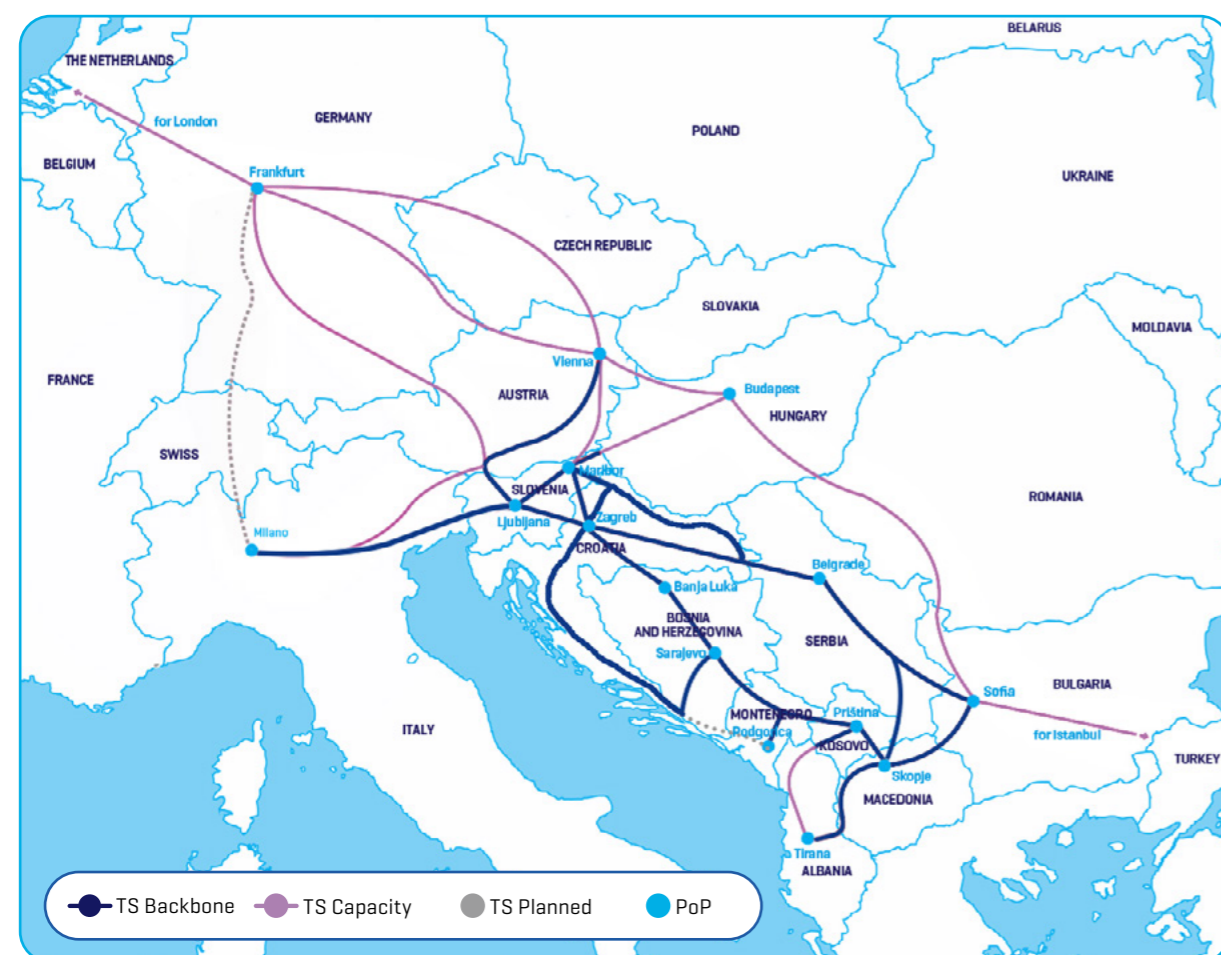 BELARUS
THE NETHERLANDS
for London
GERMANY
POLAND
BELGIUM
Frankfurt
UKRAINE
CZECH REPUBLIC
SLOVAKIA
MOLDAVIA
Vienna
FRANCE
AUSTRIA
Budapest
HUNGARY
SWISS
Maribor
SLOVENIA
ROMANIA
Ljubljana
Zagreb
Milano
CROATIA
Belgrade
Banja Luka
BOSNIA
AND HERZEGOVINA
SERBIA
Sarajevo
BULGARIA
Sofia
MONTENEGRO
Priština
ITALY
Podgorica
for Istanbul
KOSOVO
TURKEY
Skopje
MACEDONIA
a Tirana
ALBANIA
TS Backbone
TS Capacity
TS Planned
PoP